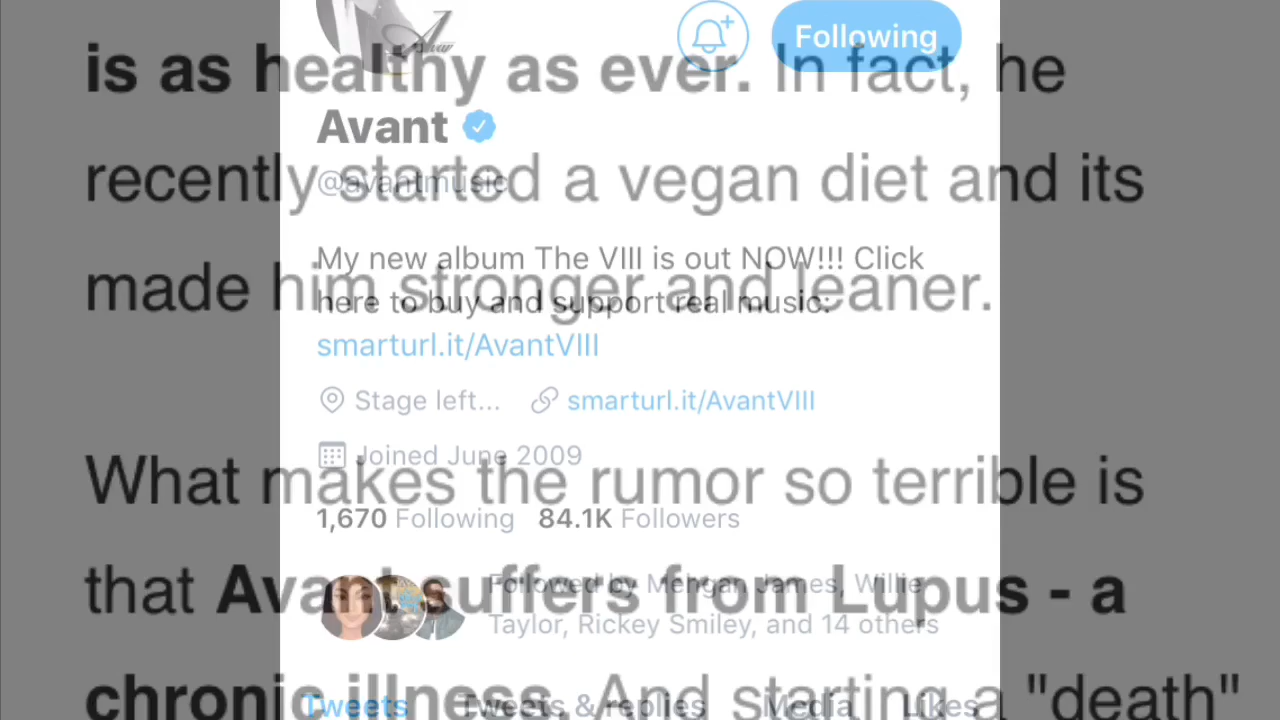 Following
is as healthy as ever. In fact, he
Avant
recently started a vegan diet and its
@avantmusic
My new album The VIII is out NOW!!! Click
made him stronger and leaner.
here to buy and support real music:
smarturl.it/AvantVIII
Stage left... smarturl.it/AvantVIII
Joined June 2009
What makes the rumor so terrible is
1,670 Following 84.1K Followers
Followed by Mehgan James, Willie
that Avant suffers from Lupus - a
Taylor, Rickey Smiley, and 14 others
chronic illness. And starting a "death"
Tweets Tweets & replies Media Likes